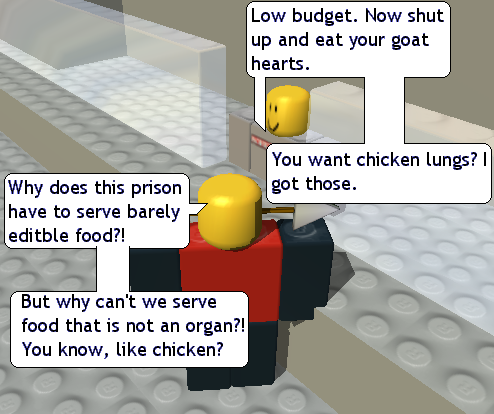 Low budget. Now shut
up and eat your goat
hearts.
You want chicken lungs? I
got those.
Why does this prison
have to serve barely
editble food?!
But why can't we serve
food that is not an organ?!
You know, like chicken?